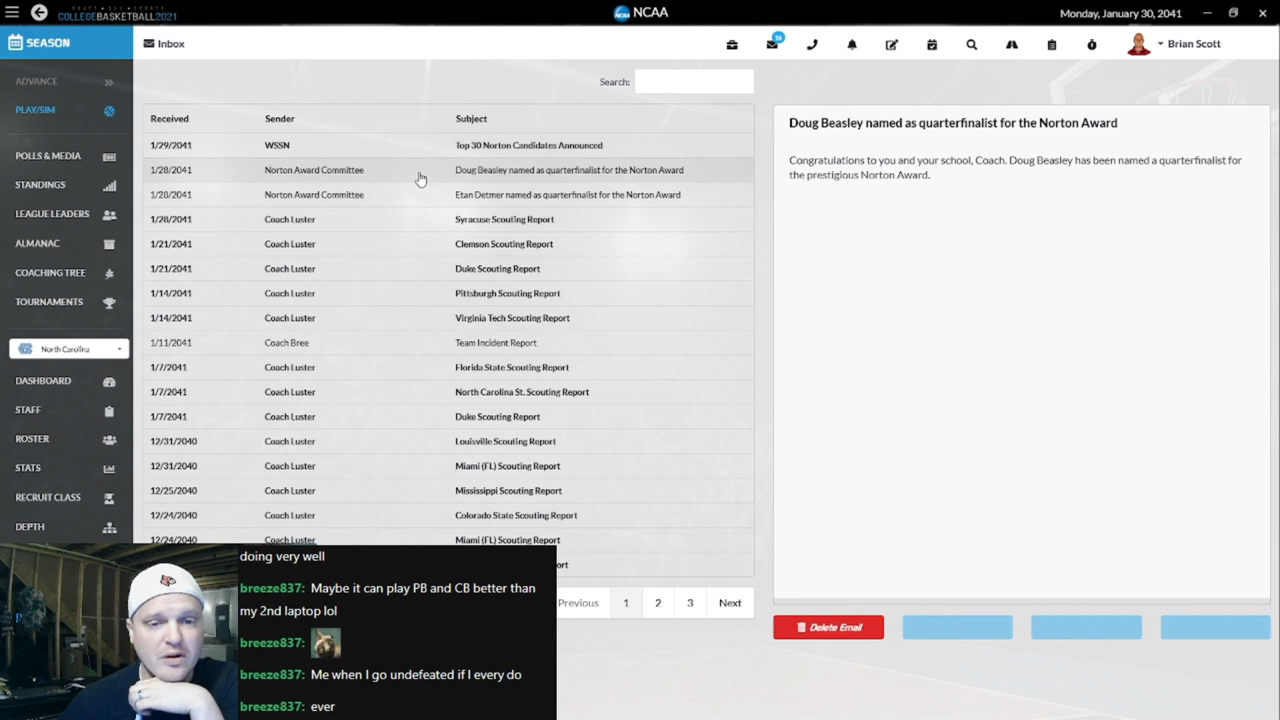 COLLEGEBASKETBALL2021
NCAA
Monday, January 30, 2041
SEASON
Inbox
16
Brian Scott
ADVANCE
PLAY/SIM
POLLS & MEDIA
STANDINGS
LEAGUE LEADERS
ALMANAC
COACHING TREE
TOURNAMENTS
North Carolina
DASHBOARD
STAFF
ROSTER
STATS
RECRUIT CLASS
DEPTH
Search:
Received Sender Subject
1/29/2041 WSSN Top 30 Norton Candidates Announced
1/28/2041 Norton Award Committee Doug Beasley named as quarterfinalist for the Norton Award
1/28/2041 Norton Award Committee Etan Detmer named as quarterfinalist for the Norton Award
1/28/2041 Coach Luster Syracuse Scouting Report
1/21/2041 Coach Luster Clemson Scouting Report
1/21/2041 Coach Luster Duke Scouting Report
1/14/2041 Coach Luster Pittsburgh Scouting Report
1/14/2041 Coach Luster Virginia Tech Scouting Report
1/11/2041 Coach Bree Team Incident Report
1/7/2041 Coach Luster Florida State Scouting Report
1/7/2041 Coach Luster North Carolina St. Scouting Report
1/7/2041 Coach Luster Duke Scouting Report
12/31/2040 Coach Luster Louisville Scouting Report
12/31/2040 Coach Luster Miami (FL) Scouting Report
12/25/2040 Coach Luster Mississippi Scouting Report
12/24/2040 Coach Luster Colorado State Scouting Report
12/24/2040 Coach Luster Miami (FL) Scouting Report
ort
Previous 1 2 3 Next
Doug Beasley named as quarterfinalist for the Norton Award
Congratulations to you and your school, Coach. Doug Beasley has been named a quarterfinalist for
the prestigious Norton Award.
Delete Email
doing very well
breeze837: Maybe it can play PB and CB better than
my 2nd laptop lol
breeze837:
breeze837: Me when I go undefeated if I every do
breeze837: ever